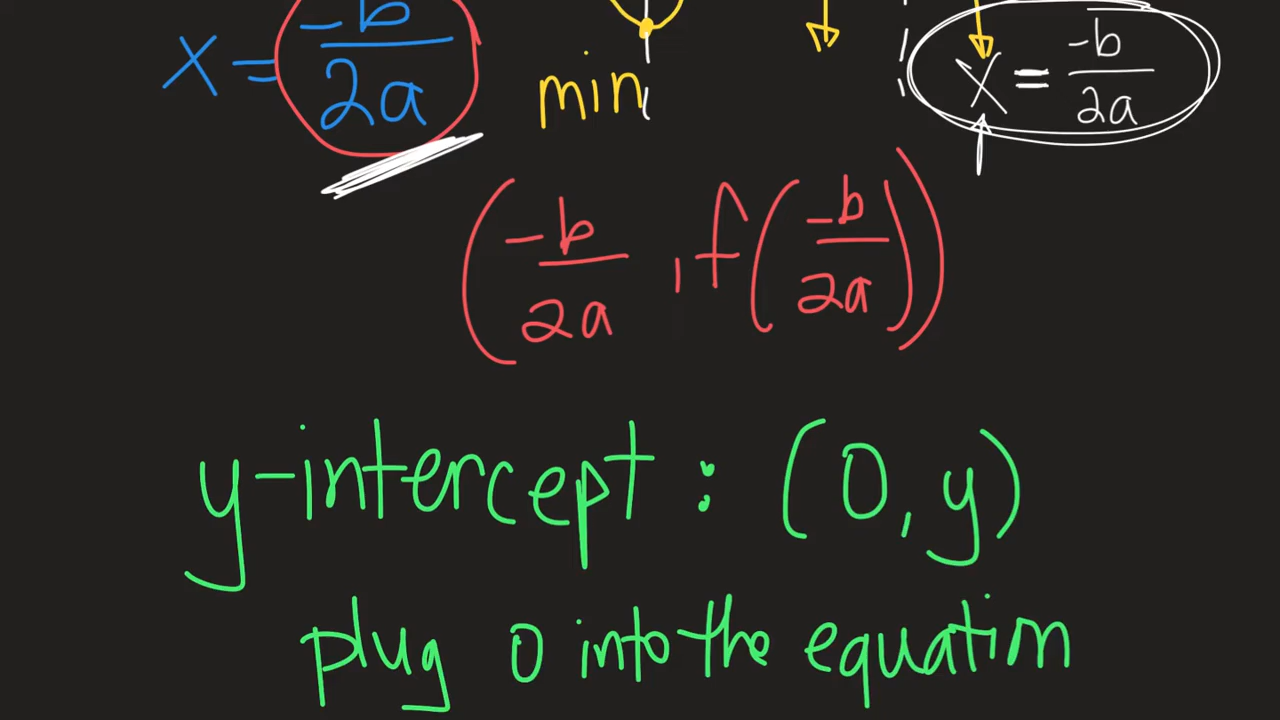 x = -b/2a
min
x = -b/2a
(-b/2a, f(-b/2a))
y-intercept : (0, y)
plug 0 into the equation